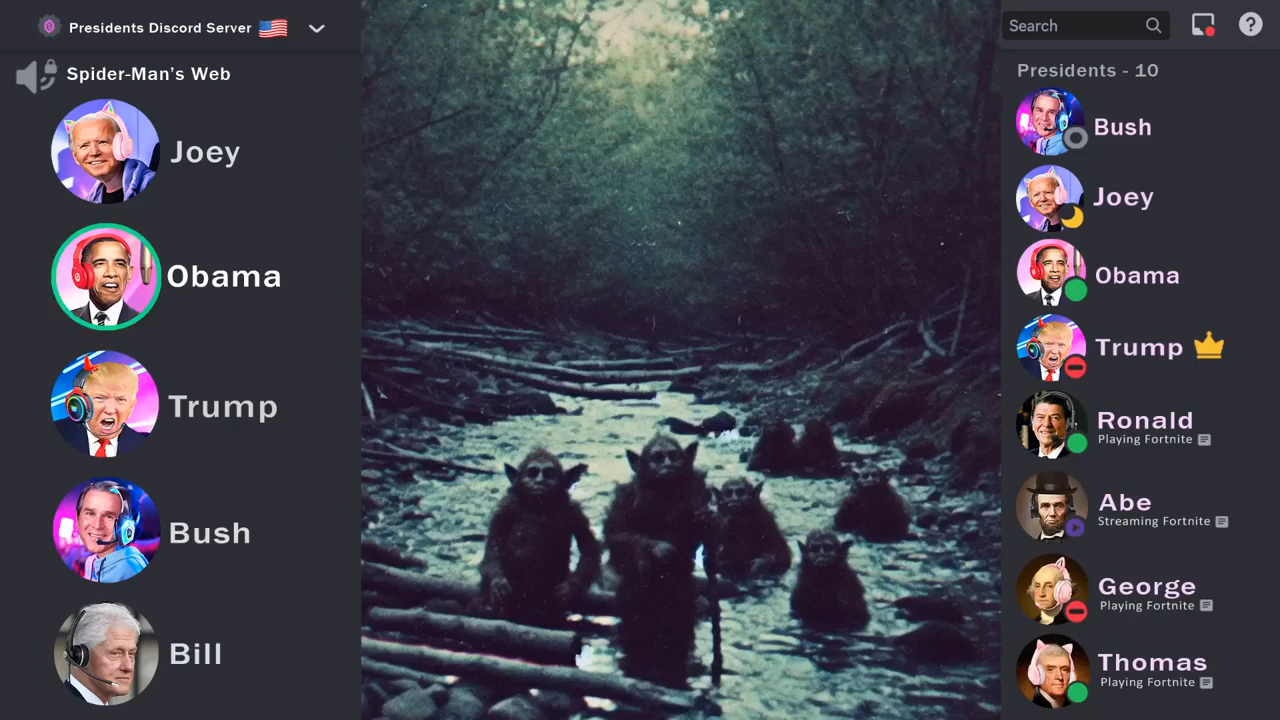 Presidents Discord Server
Spider-Man's Web
Joey
Obama
Trump
Bush
Bill
Search
?
Presidents - 10
Bush
Joey
Obama
Trump
Ronald
Playing Fortnite
Abe
Streaming Fortnite
George
Playing Fortnite
Thomas
Playing Fortnite